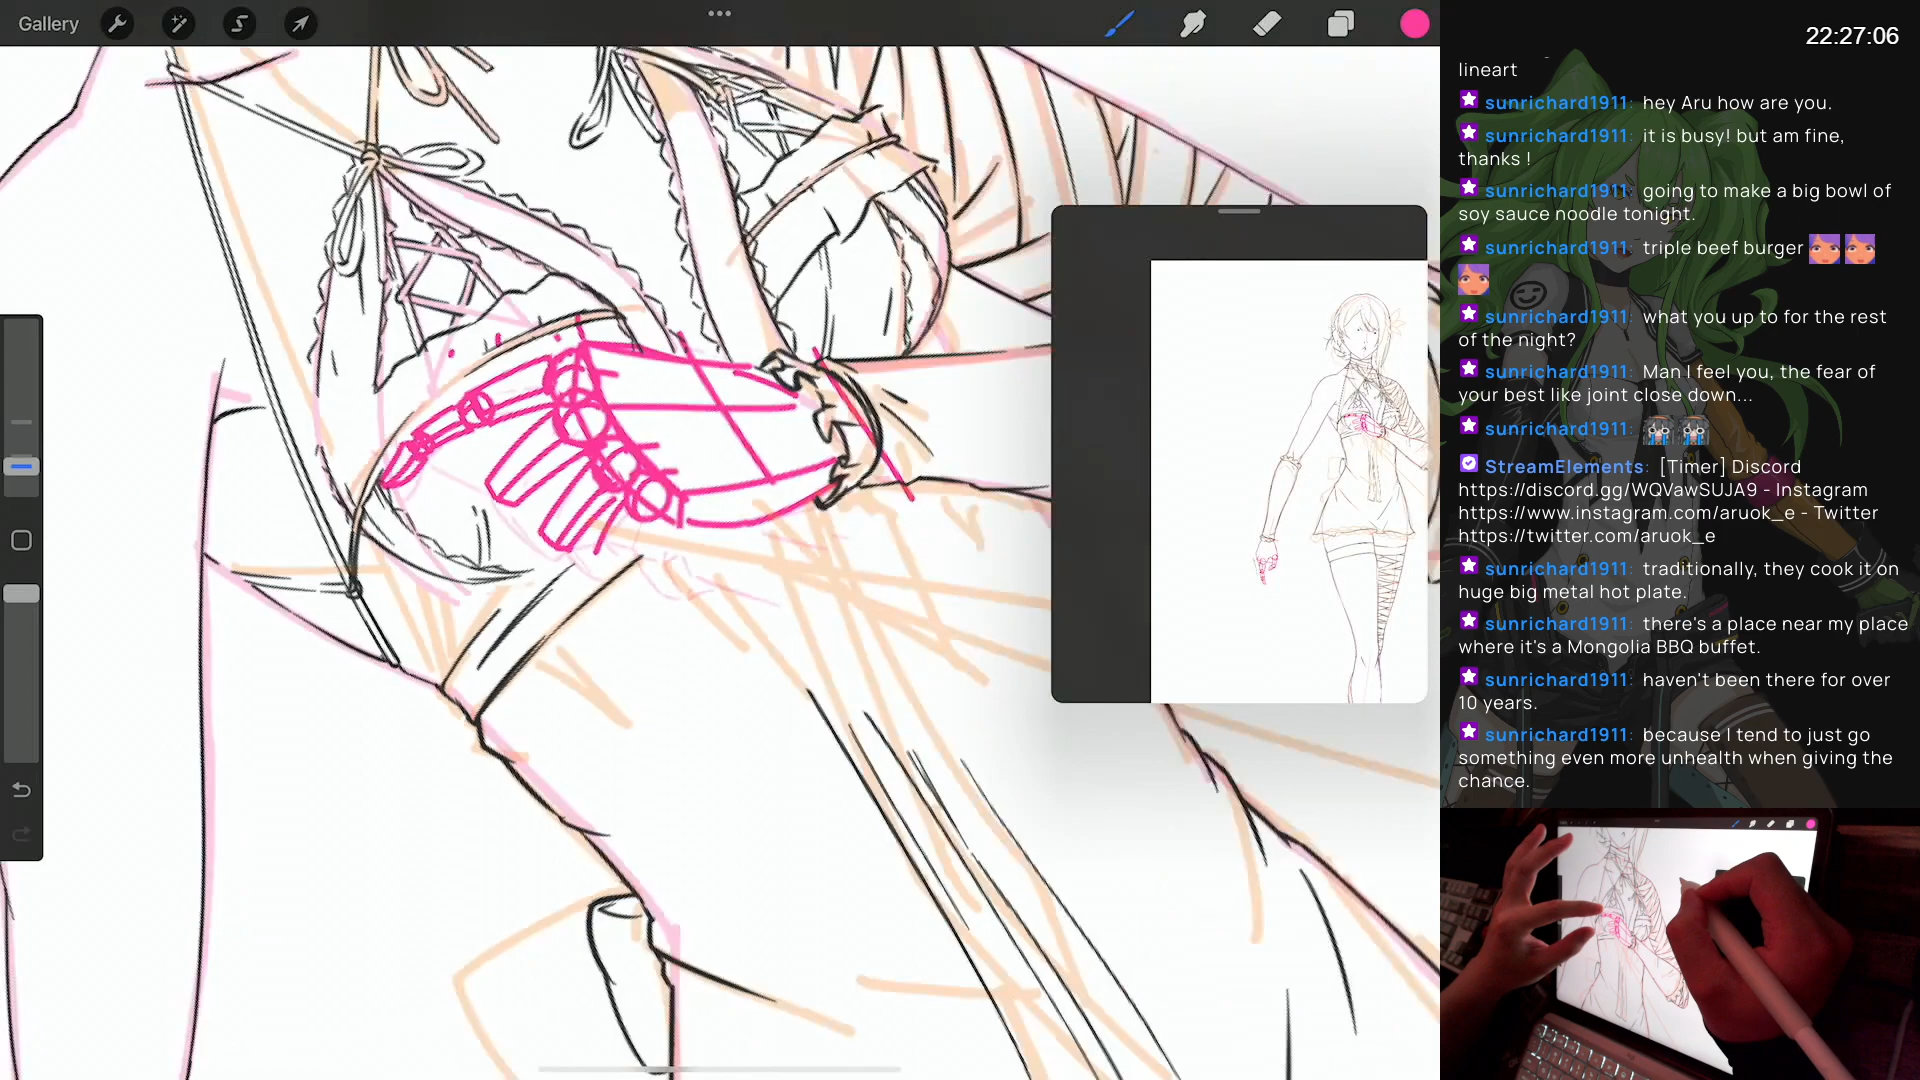 Gallery
22:27:06
lineart
sunrichard1911: hey Aru how are you.
sunrichard1911: it is busy! but am fine,
thanks !
sunrichard1911: going to make a big bowl of
soy sauce noodle tonight.
sunrichard1911: triple beef burger
sunrichard1911: what you up to for the rest
of the night?
sunrichard1911: Man I feel you, the fear of
your best like joint close down...
sunrichard1911:
StreamElements: [Timer] Discord
https://discord.gg/WQVawSUJA9 - Instagram
https://www.instagram.com/aruok_e - Twitter
https://twitter.com/aruok_e
sunrichard1911: traditionally, they cook it on
huge big metal hot plate.
sunrichard1911: there's a place near my place
where it's a Mongolia BBQ buffet.
sunrichard1911: haven't been there for over
10 years.
sunrichard1911: because I tend to just go
something even more unhealth when giving the
chance.